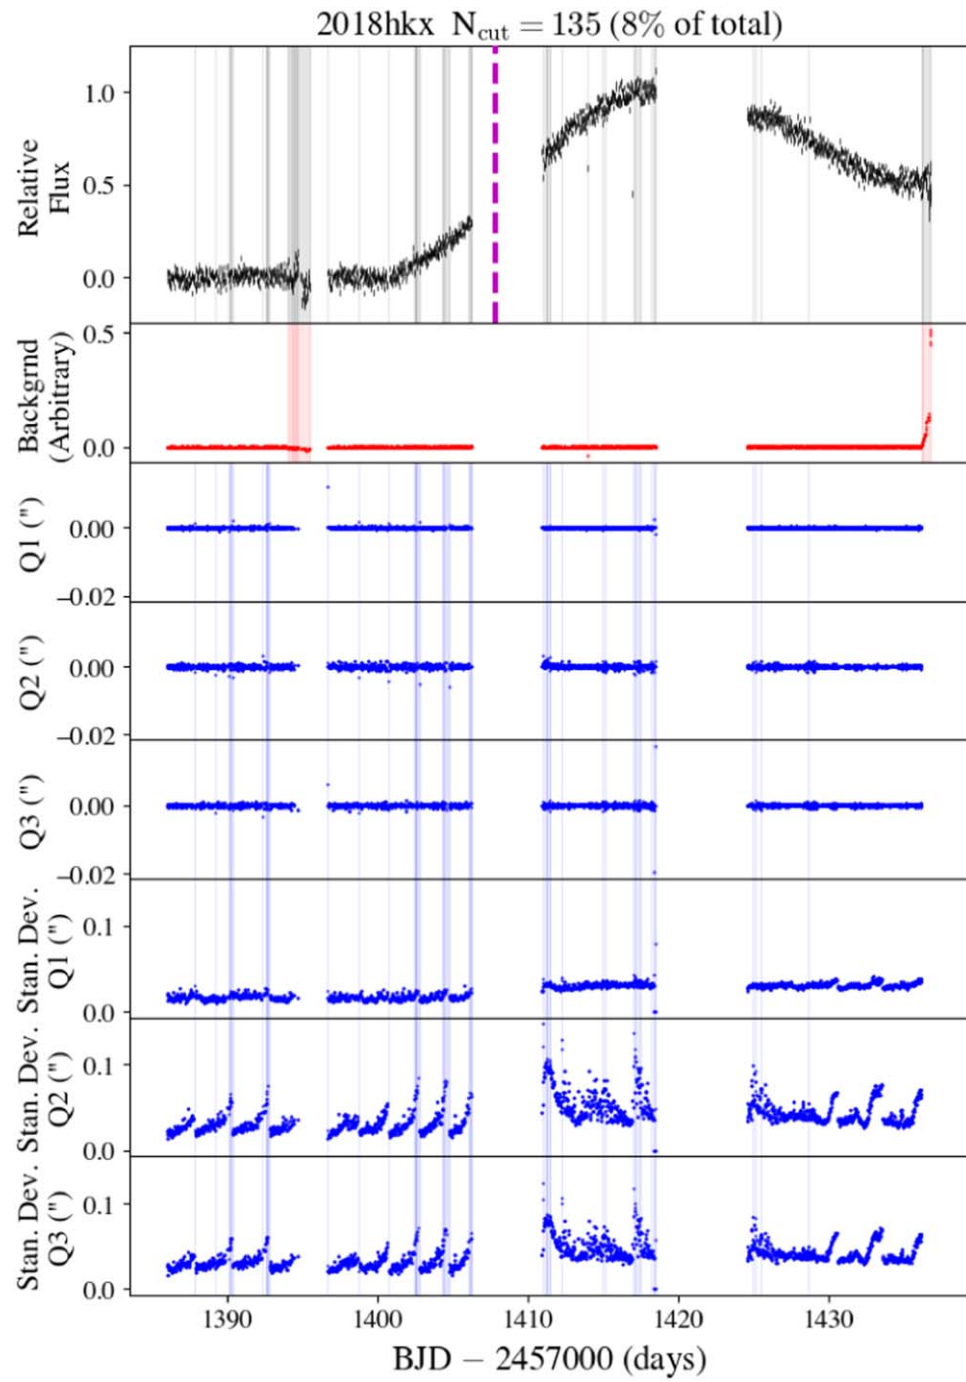 2018hkx N_cut = 135 (8% of total)
Relative
Flux
1.0
0.5
0.0
Backgrnd
(Arbitrary)
0.5
0.0
Q1 (")
0.00
−0.02
Q2 (")
0.00
−0.02
Q3 (")
0.00
−0.02
Stan. Dev.
Q1 (")
0.1
0.0
Stan. Dev.
Q2 (")
0.1
0.0
Stan. Dev.
Q3 (")
0.1
0.0
1390 1400 1410 1420 1430
BJD − 2457000 (days)